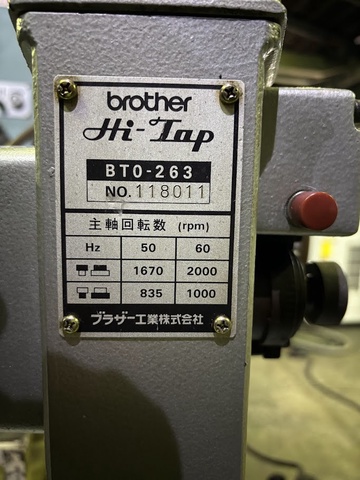 brother
Hi-Tap
BT0-263
NO. 118011
主軸回転数 (rpm)
Hz 50 60
1670 2000
835 1000
ブラザー工業株式会社